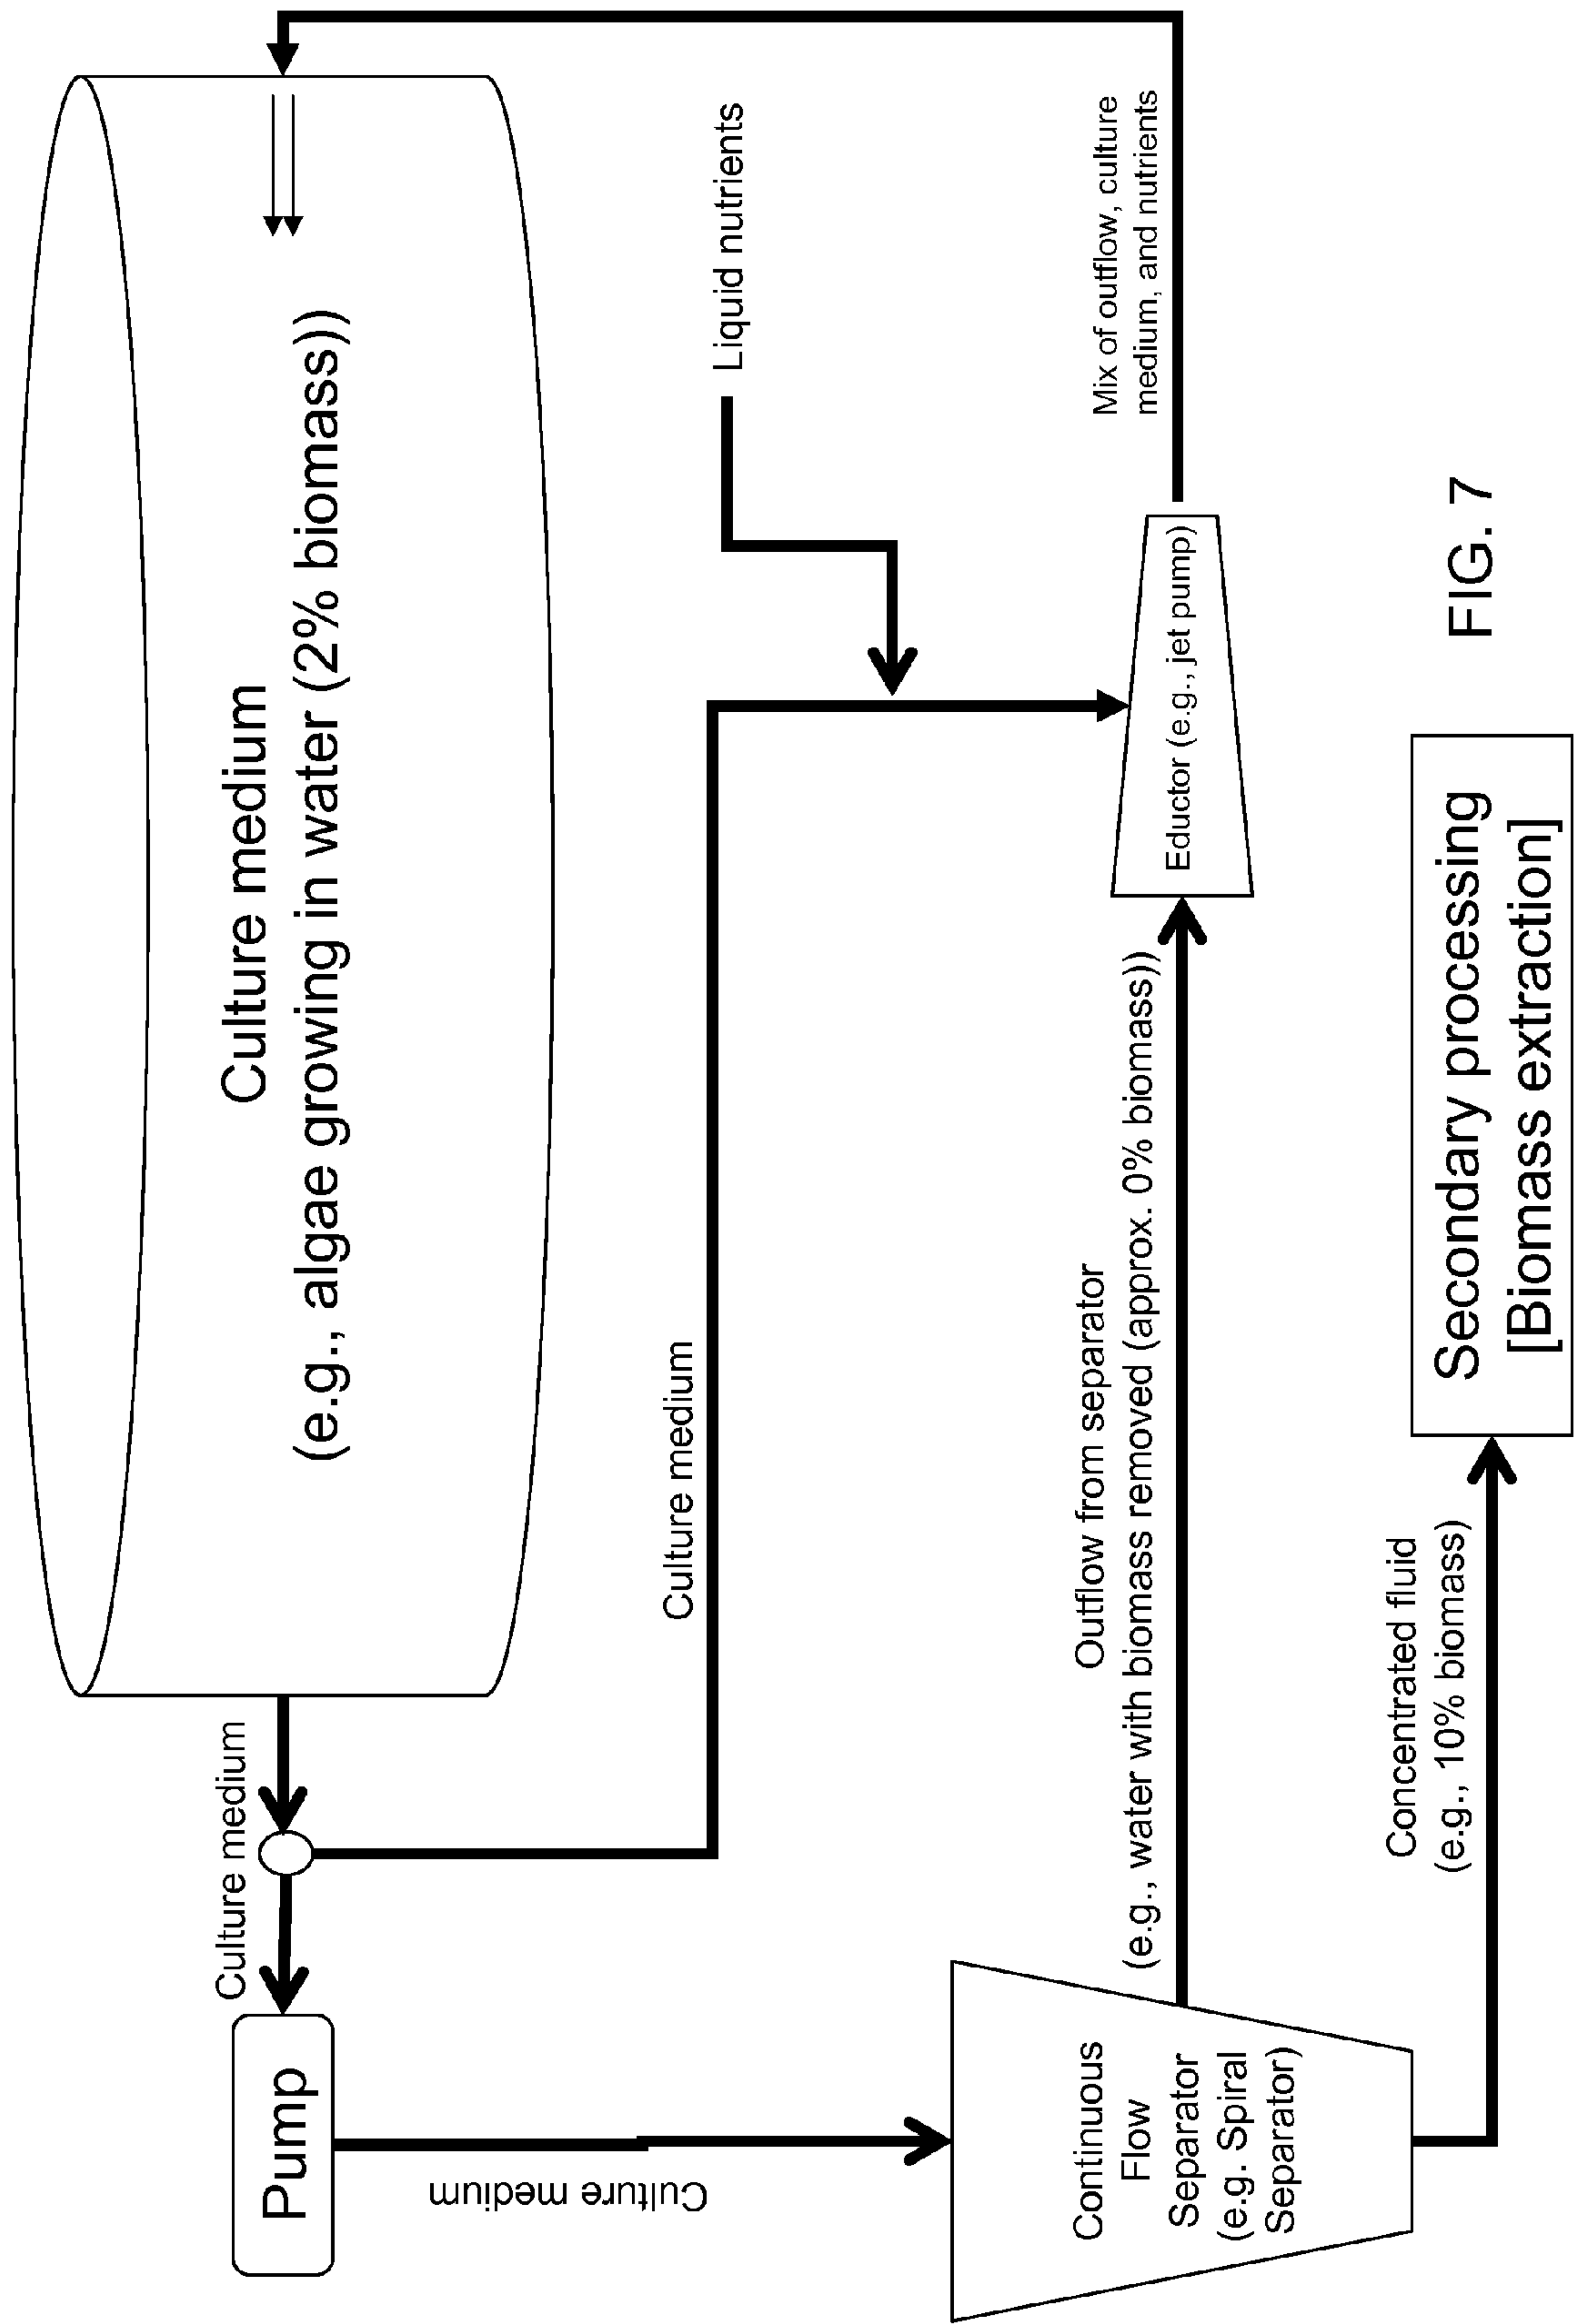 Culture medium
(e.g., algae growing in water (2% biomass))
Culture medium
Pump
Culture medium
Culture medium
Liquid nutrients
Continuous
Flow
Separator
(e.g. Spiral
Separator)
Outflow from separator
(e.g., water with biomass removed (approx. 0% biomass))
Eductor (e.g., jet pump)
Mix of outflow, culture
medium, and nutrients
Concentrated fluid
(e.g., 10% biomass)
Secondary processing
[Biomass extraction]
FIG. 7